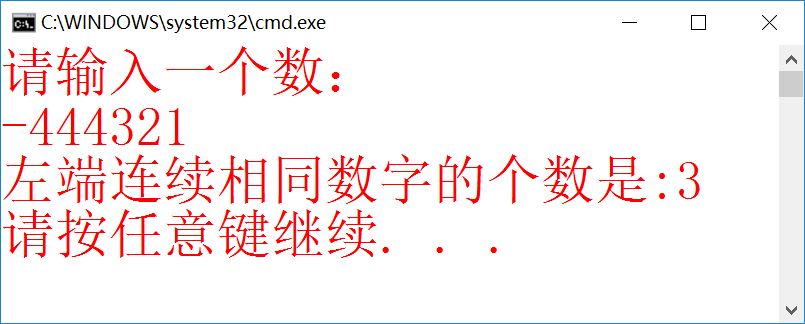 C:\WINDOWS\system32\cmd.exe
请输入一个数：
-444321
左端连续相同数字的个数是:3
请按任意键继续. . .